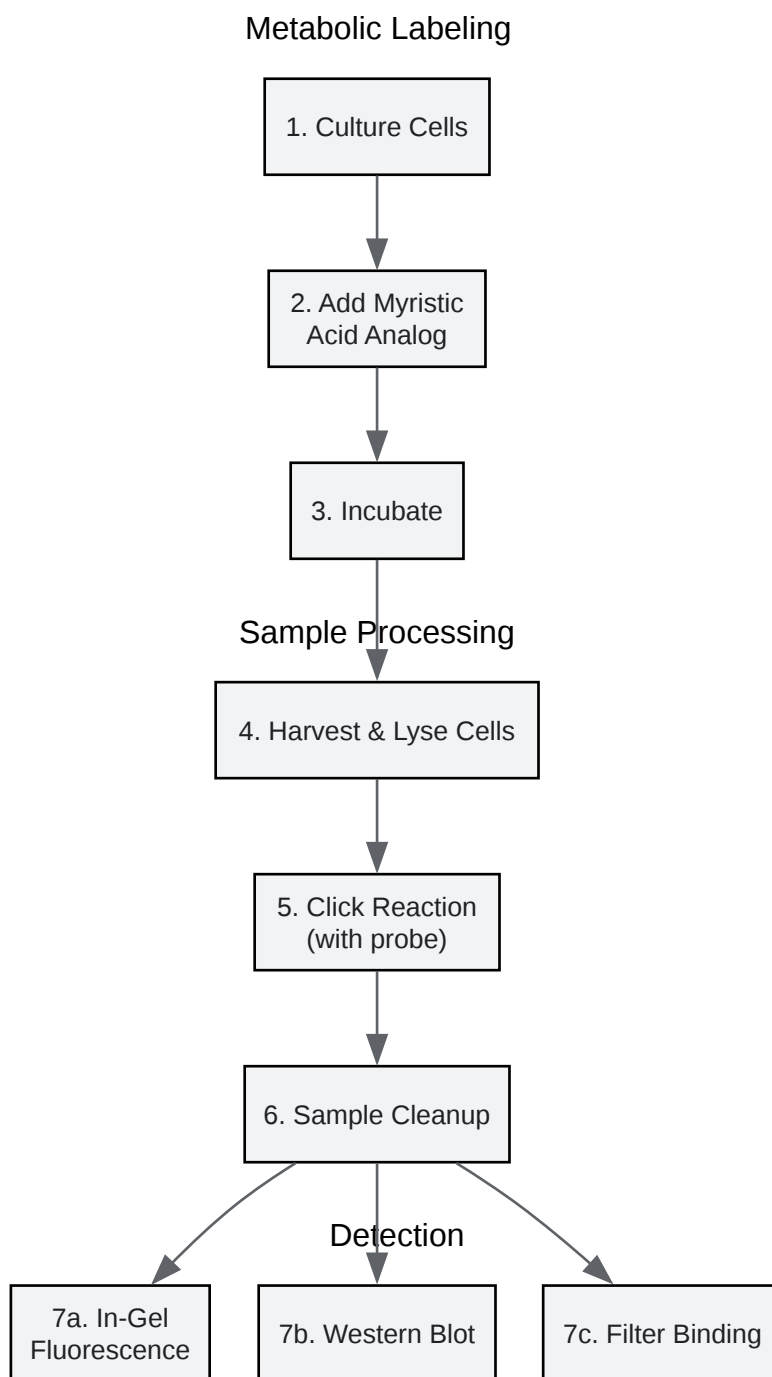 Metabolic Labeling
1. Culture Cells
2. Add Myristic
Acid Analog
3. Incubate
Sample Processing
4. Harvest & Lyse Cells
5. Click Reaction
(with probe)
6. Sample Cleanup
Detection
7a. In-Gel
Fluorescence
7b. Western Blot
7c. Filter Binding